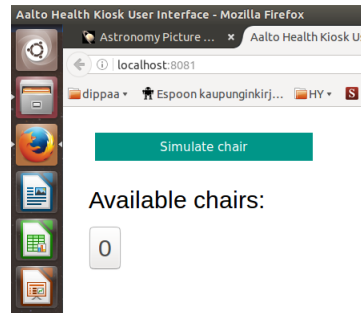 Aalto Health Kiosk User Interface - Mozilla Firefox
Astronomy Picture ... × Aalto Health Kiosk Us
localhost:8081
dippaa Espoon kaupunginkirj... HY S
Simulate chair
Available chairs:
0